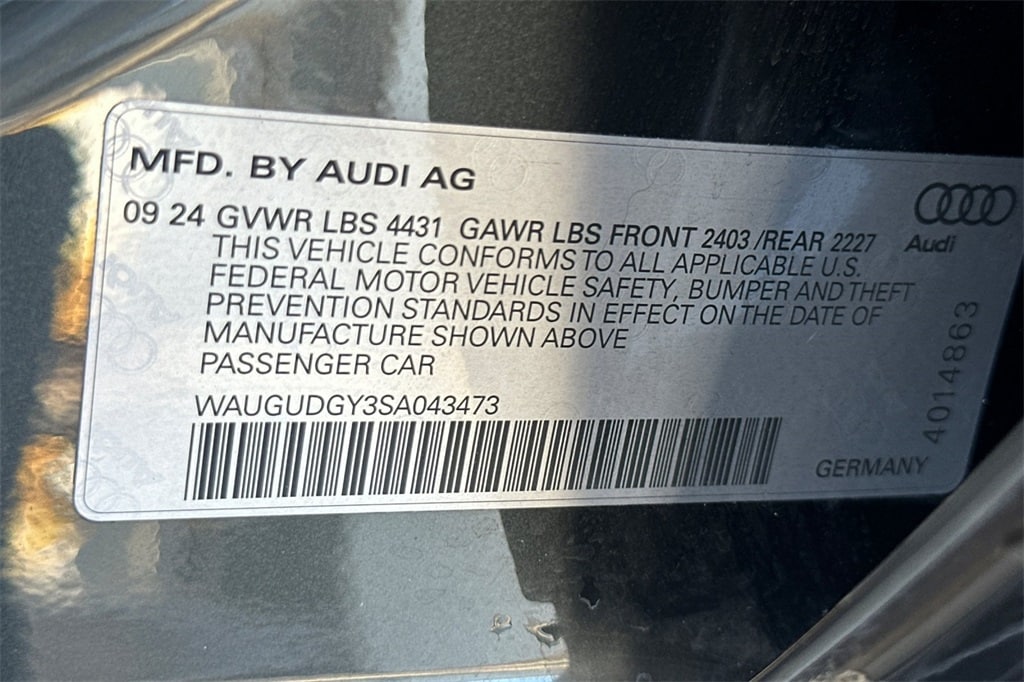 MFD. BY AUDI AG
09 24 GVWR LBS 4431 GAWR LBS FRONT 2403 /REAR 2227
Audi
THIS VEHICLE CONFORMS TO ALL APPLICABLE U.S.
FEDERAL MOTOR VEHICLE SAFETY, BUMPER AND THEFT
PREVENTION STANDARDS IN EFFECT ON THE DATE OF
MANUFACTURE SHOWN ABOVE
PASSENGER CAR
WAUGUDGY3SA043473
GERMANY
4014863